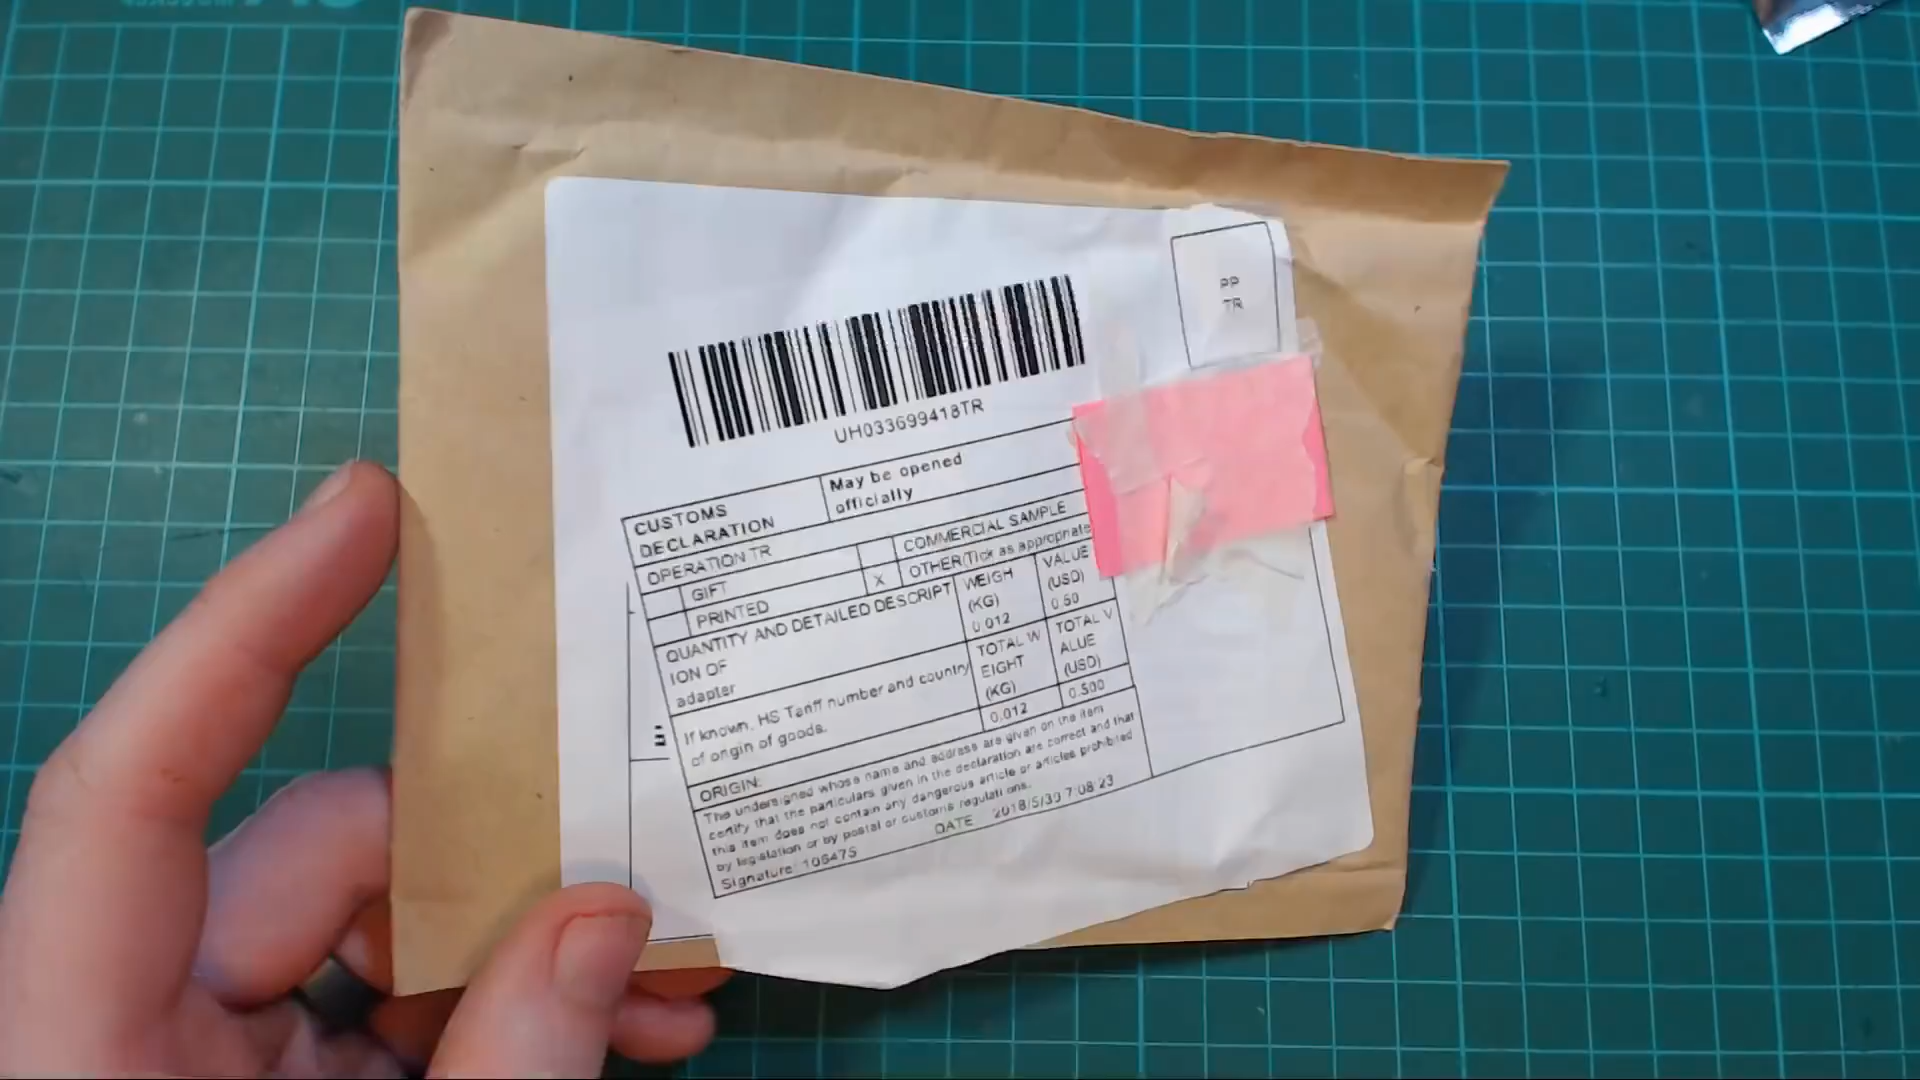 PP
TR
UH033699418TR
CUSTOMS
DECLARATION
May be opened
officially
OPERATION TR
GIFT
COMMERCIAL SAMPLE
PRINTED
X
OTHER(Tick as appropriate
QUANTITY AND DETAILED DESCRIPT
ION OF
adapter
WEIGH
(KG)
0.012
VALUE
(USD)
0.50
If known, HS Tariff number and country
of origin of goods.
TOTAL W
EIGHT
(KG)
0.012
TOTAL V
ALUE
(USD)
0.500
ORIGIN:
The undersigned whose name and address are given on the item
certify that the particulars given in the declaration are correct and that
this item does not contain any dangerous article or articles prohibited
by legislation or by postal or customs regulations.
Signature: 106475
DATE 2018/5/30 7:08:23